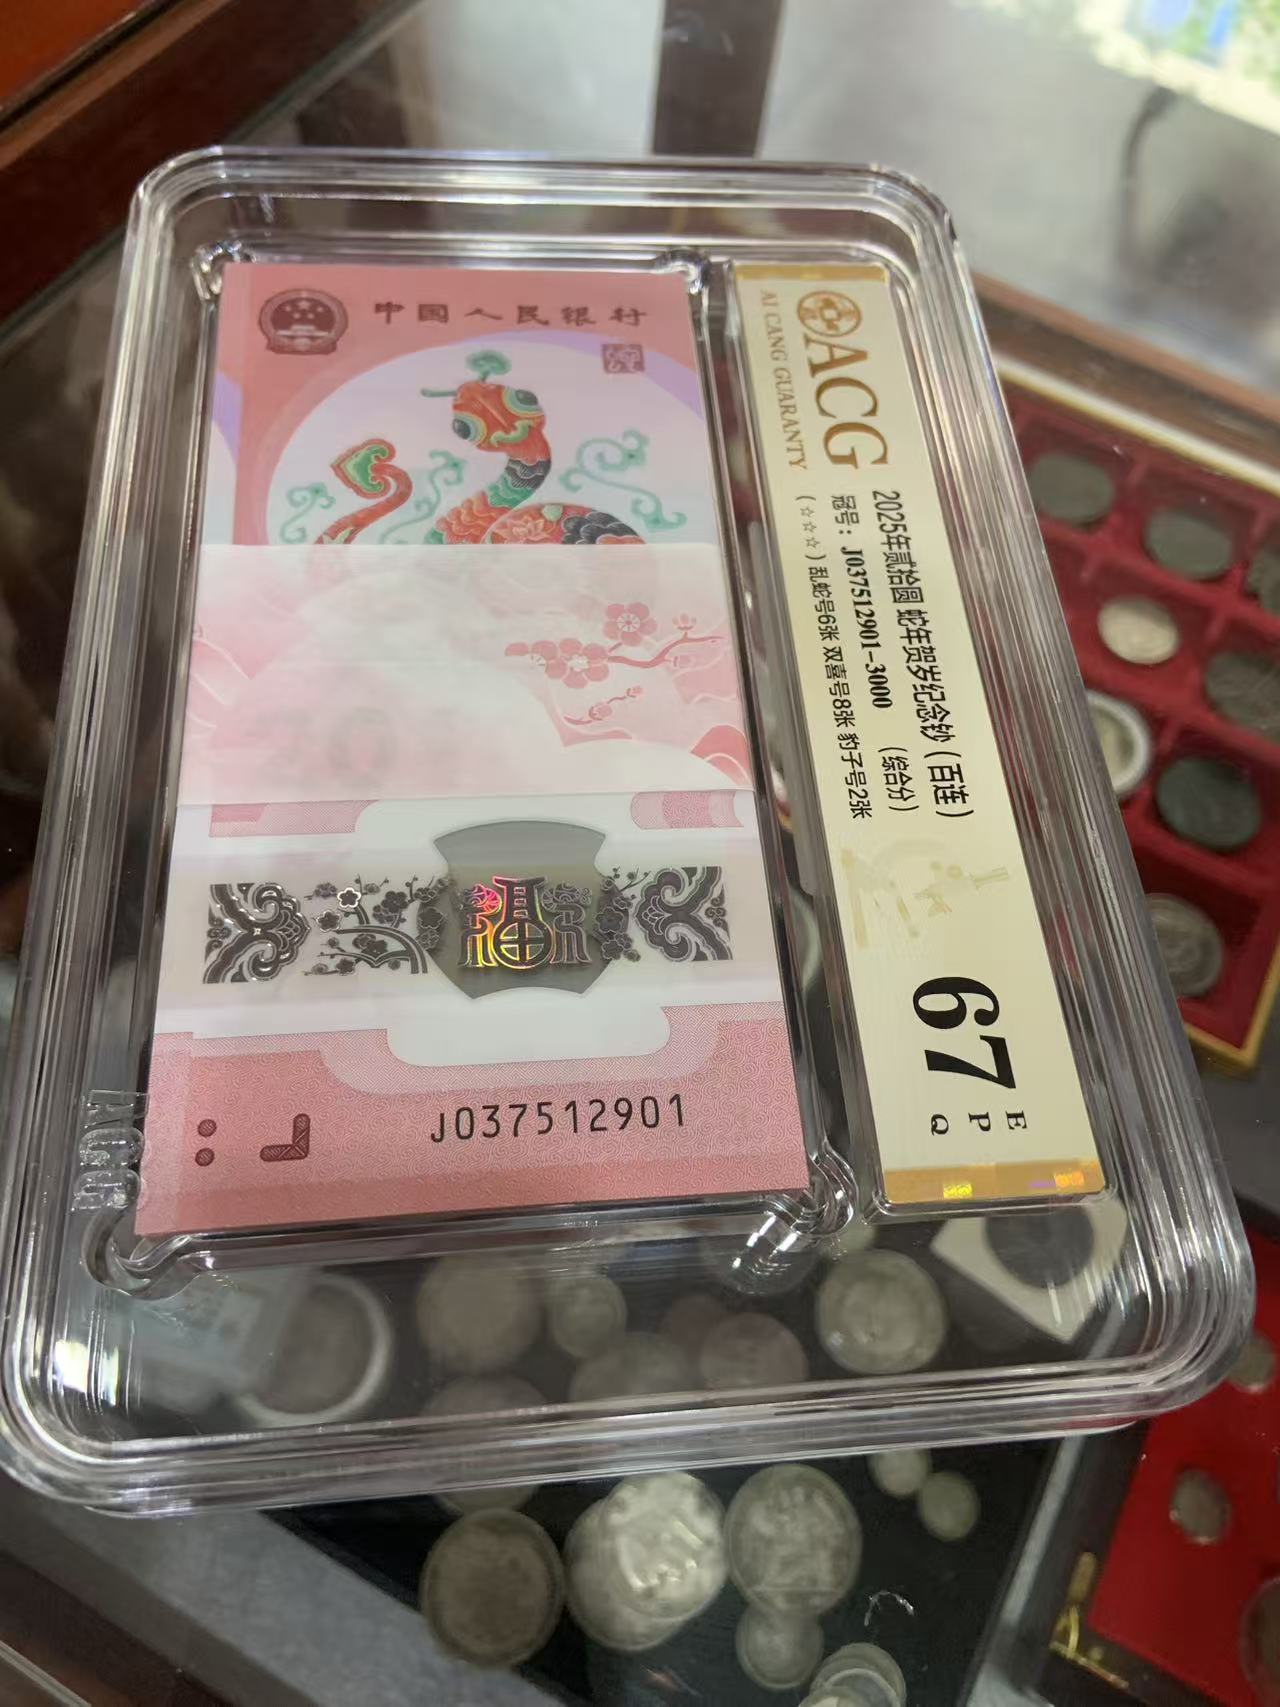 中国人民银行
福
J037512901
ACG
AI CANG GUARANTY
2025年贰拾圆 蛇年贺岁纪念钞（百连）
冠号：J037512901-3000 （综合分）
（☆☆☆）乱蛇号6张 双喜号8张 豹子号2张
67
E
P
Q
ACG